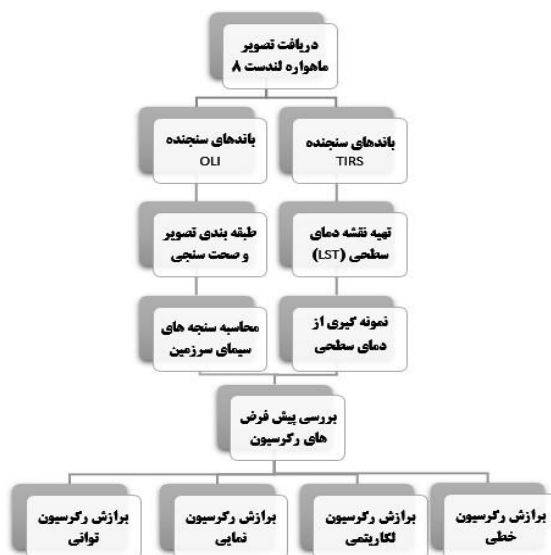 دریافت تصویر
ماهواره لندست ۸
باندهای سنجنده
TIRS
باندهای سنجنده
OLI
تهیه نقشه دمای
سطحی (LST)
طبقه بندی تصویر
و صحت سنجی
نمونه گیری از
دمای سطحی
محاسبه سنجه های
سیمای سرزمین
بررسی پیش فرض
های رگرسیون
برازش رگرسیون
خطی
برازش رگرسیون
لگاریتمی
برازش رگرسیون
نمایی
برازش رگرسیون
توانی